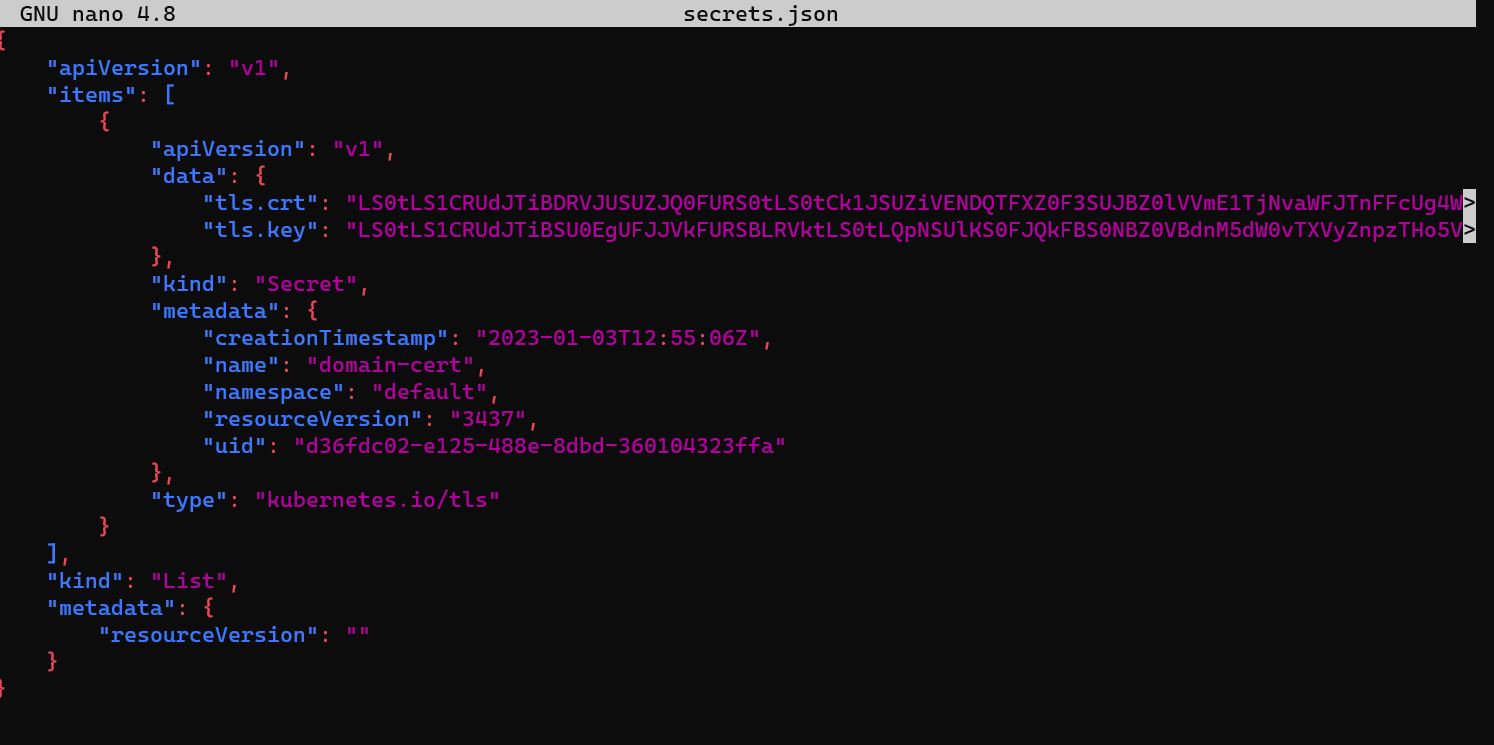 GNU nano 4.8 secrets.json
{
    "apiVersion": "v1",
    "items": [
        {
            "apiVersion": "v1",
            "data": {
                "tls.crt": "LS0tLS1CRUdJTiBDRVJUSUZJQ0FURS0tLS0tCk1JSUZiVENDQTFXZ0F3SUJBZ0lVVmE1TjNvaWFJTnFFcUg4W>
                "tls.key": "LS0tLS1CRUdJTiBSU0EgUFJJVkFURSBLRVktLS0tLQpNSUlKS0FJQkFBS0NBZ0VBdnM5dW0vTXVyZnpzTHo5V>
            },
            "kind": "Secret",
            "metadata": {
                "creationTimestamp": "2023-01-03T12:55:06Z",
                "name": "domain-cert",
                "namespace": "default",
                "resourceVersion": "3437",
                "uid": "d36fdc02-e125-488e-8dbd-360104323ffa"
            },
            "type": "kubernetes.io/tls"
        }
    ],
    "kind": "List",
    "metadata": {
        "resourceVersion": ""
    }
}